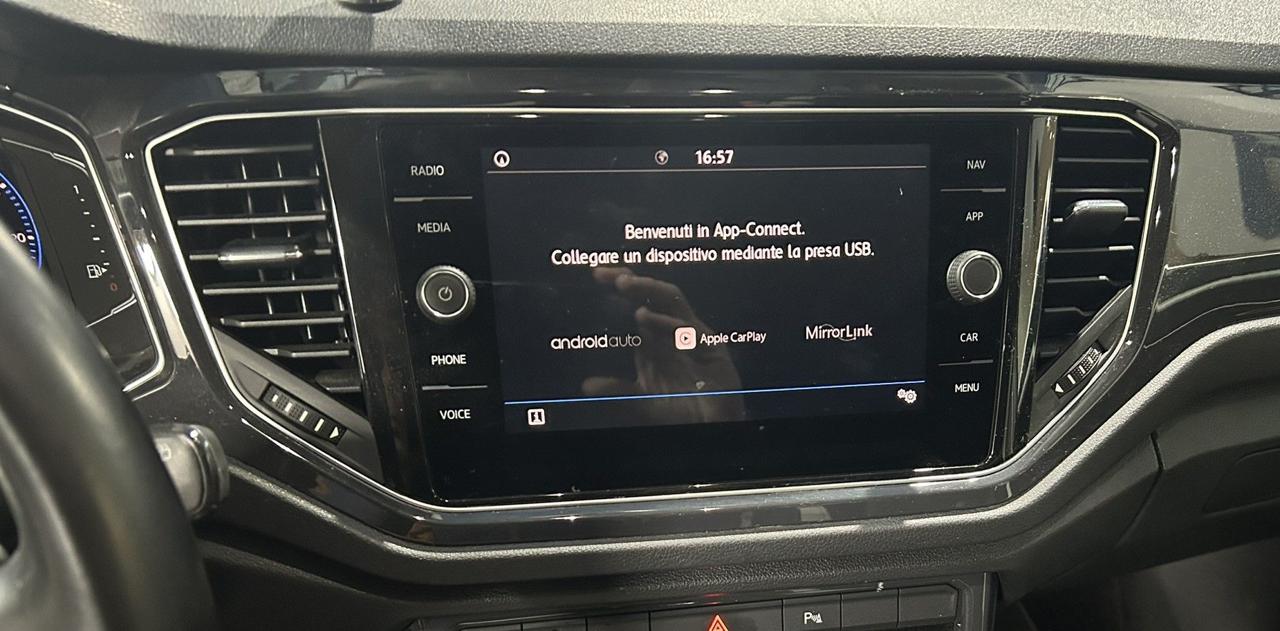 16:57
RADIO
MEDIA
PHONE
VOICE
Benvenuti in App-Connect.
Collegare un dispositivo mediante la presa USB.
androidauto
Apple CarPlay
MirrorLink
NAV
APP
CAR
MENU
0
P